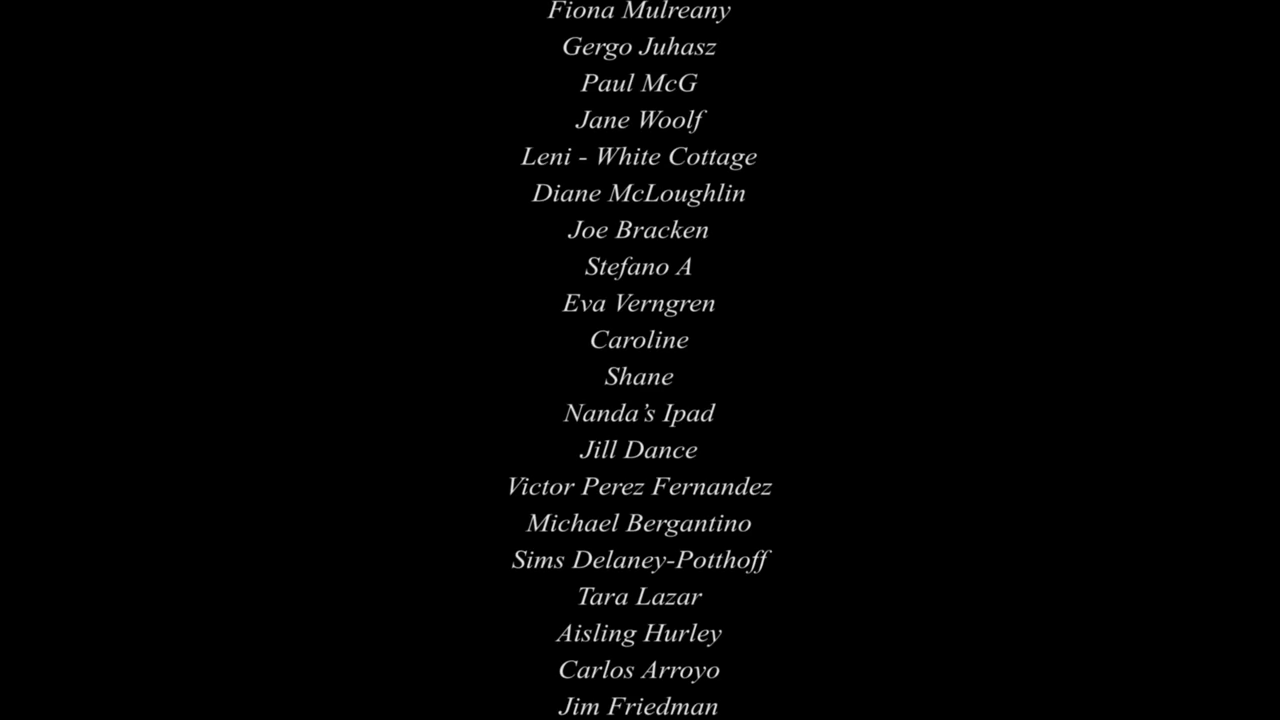 Fiona Mulreany
Gergo Juhasz
Paul McG
Jane Woolf
Leni - White Cottage
Diane McLoughlin
Joe Bracken
Stefano A
Eva Verngren
Caroline
Shane
Nanda’s Ipad
Jill Dance
Victor Perez Fernandez
Michael Bergantino
Sims Delaney-Potthoff
Tara Lazar
Aisling Hurley
Carlos Arroyo
Jim Friedman